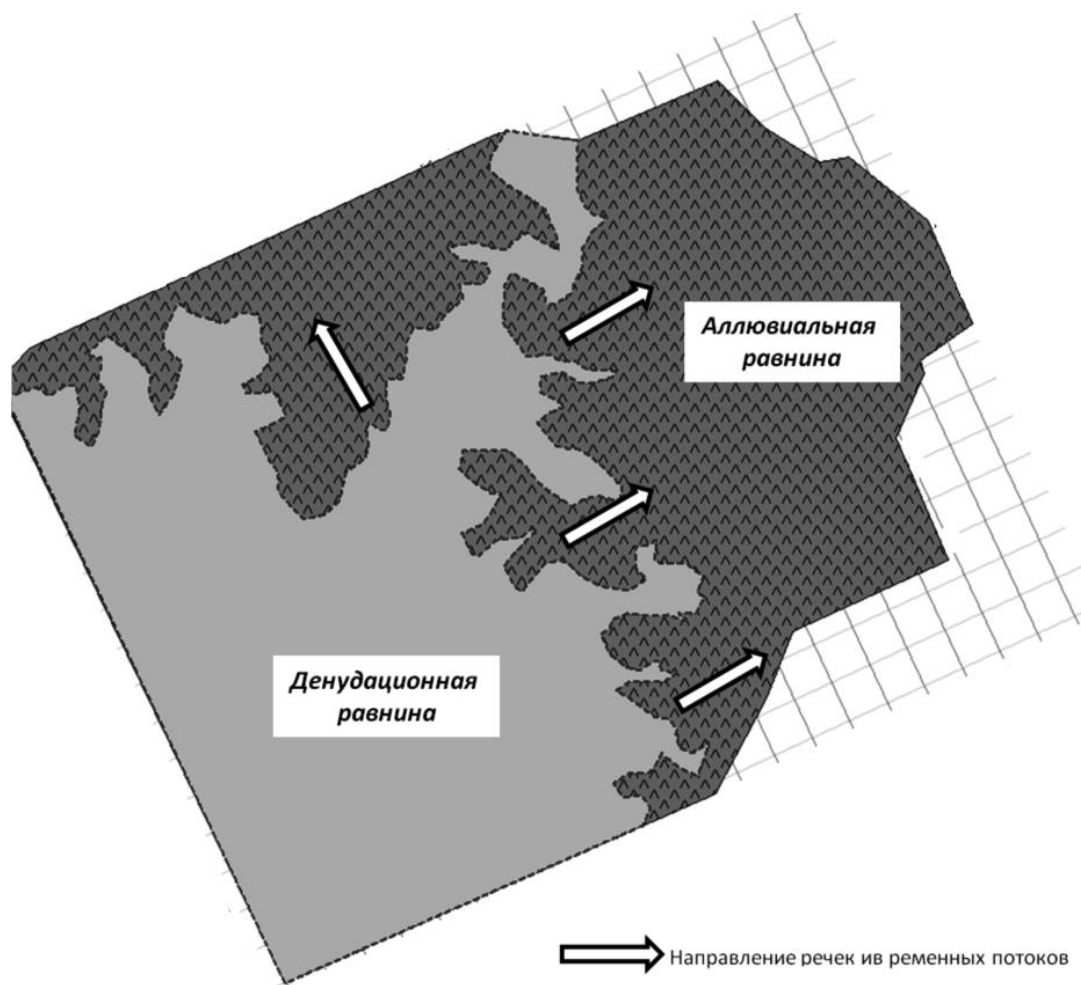 Аллювиальная
равнина
Денудационная
равнина
Направление речек ив ременных потоков